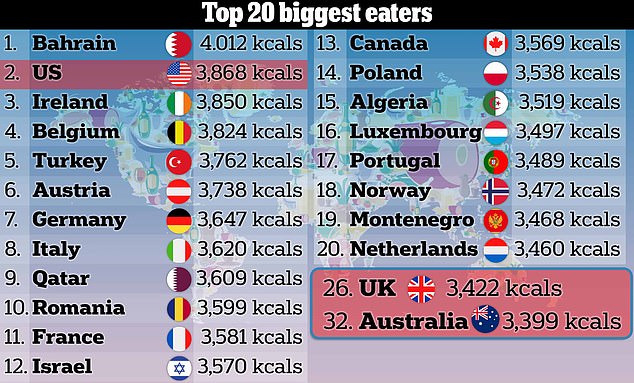 Top 20 biggest eaters
1. Bahrain 4.012 kcals
2. US 3,868 kcals
3. Ireland 3,850 kcals
4. Belgium 3,824 kcals
5. Turkey 3,762 kcals
6. Austria 3,738 kcals
7. Germany 3,647 kcals
8. Italy 3,620 kcals
9. Qatar 3,609 kcals
10. Romania 3,599 kcals
11. France 3,581 kcals
12. Israel 3,570 kcals
13. Canada 3,569 kcals
14. Poland 3,538 kcals
15. Algeria 3,519 kcals
16. Luxembourg 3,497 kcals
17. Portugal 3,489 kcals
18. Norway 3,472 kcals
19. Montenegro 3,468 kcals
20. Netherlands 3,460 kcals
26. UK 3,422 kcals
32. Australia 3,399 kcals